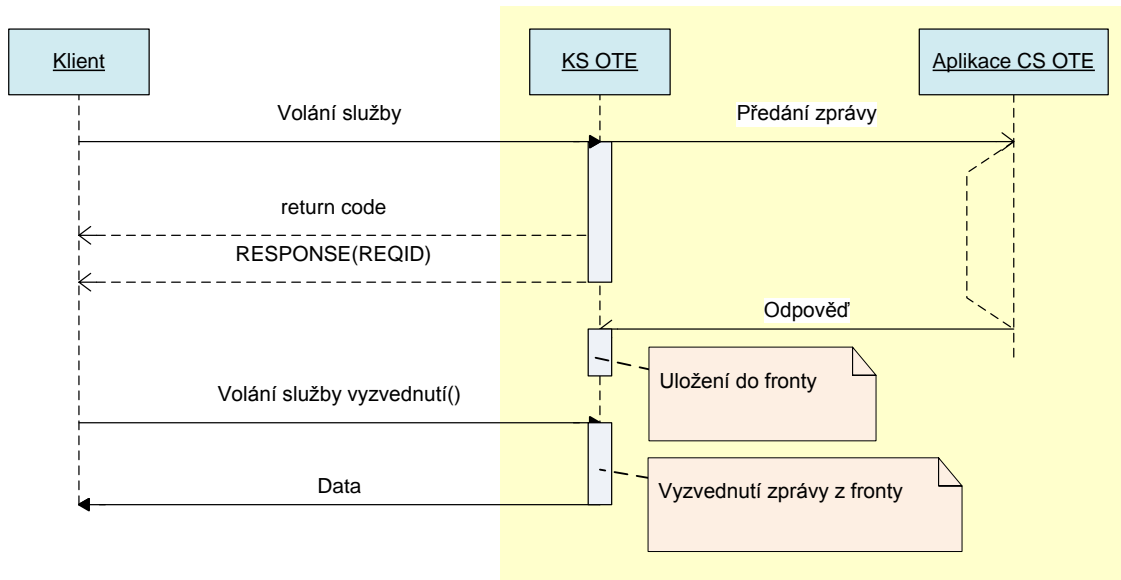 Klient
KS OTE
Aplikace CS OTE
Volání služby
Předání zprávy
return code
RESPONSE(REQID)
Odpověď
Uložení do fronty
Volání služby vyzvednutí()
Data
Vyzvednutí zprávy z fronty